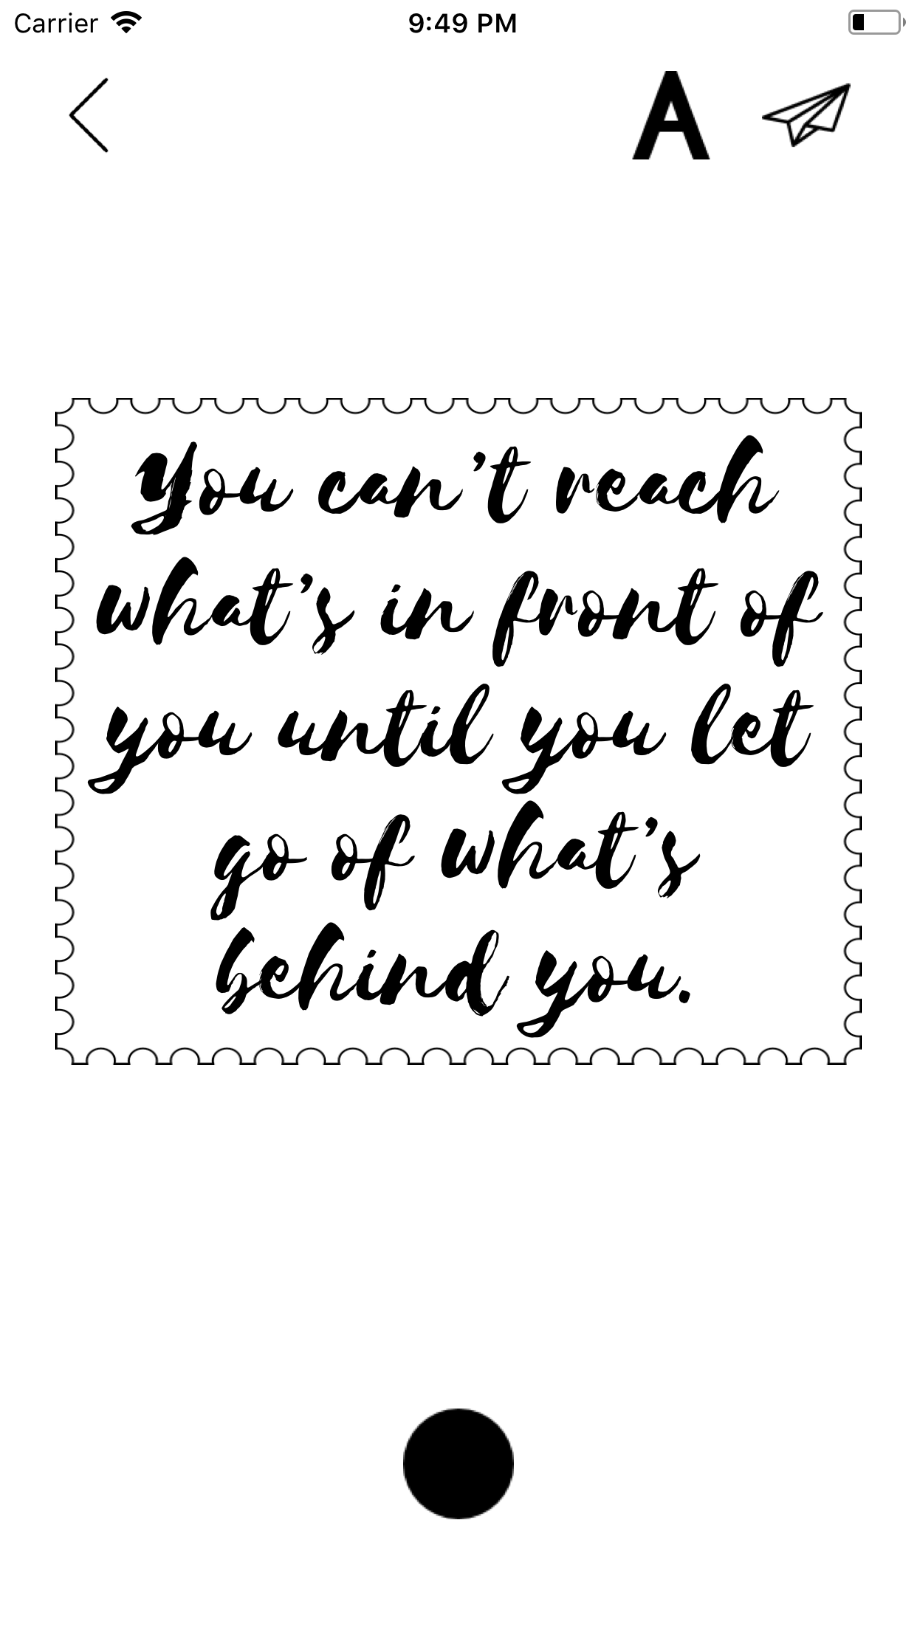 Carrier 9:49 PM
A
You can’t reach
what’s in front of
you until you let
go of what’s
behind you.